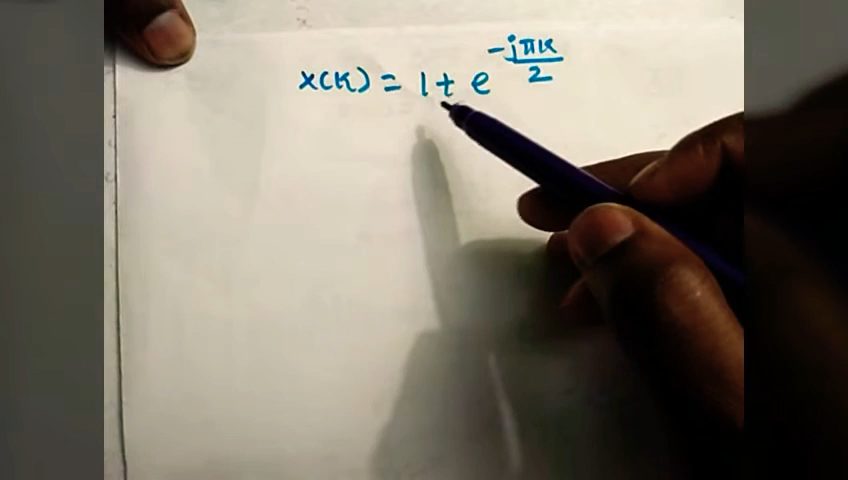 x(k) = 1 + e^{-jπk/2}